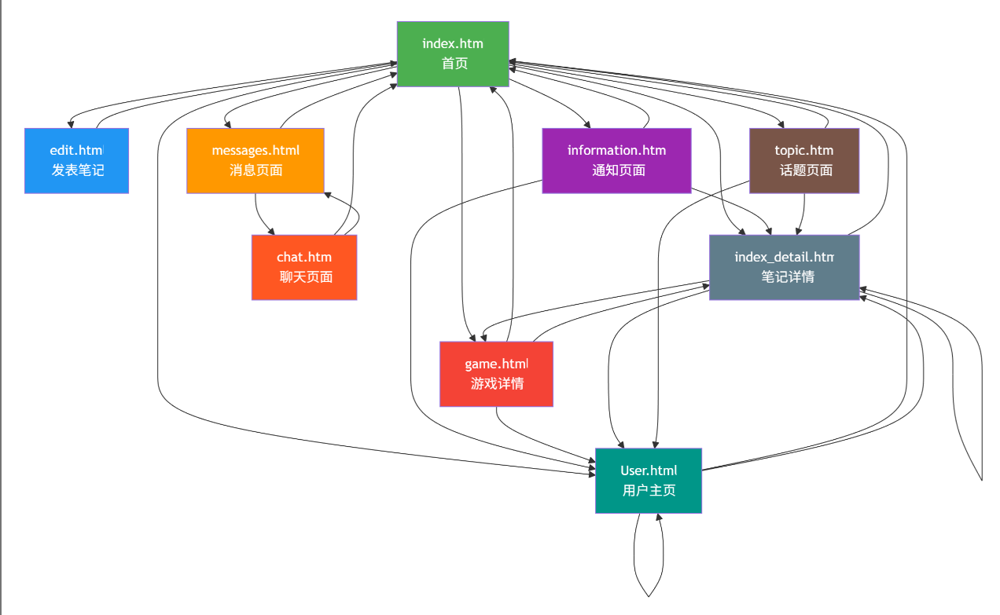 index.htm
首页
edit.html
发表笔记
messages.html
消息页面
information.htm
通知页面
topic.htm
话题页面
chat.htm
聊天页面
index_detail.htm
笔记详情
game.html
游戏详情
User.html
用户主页